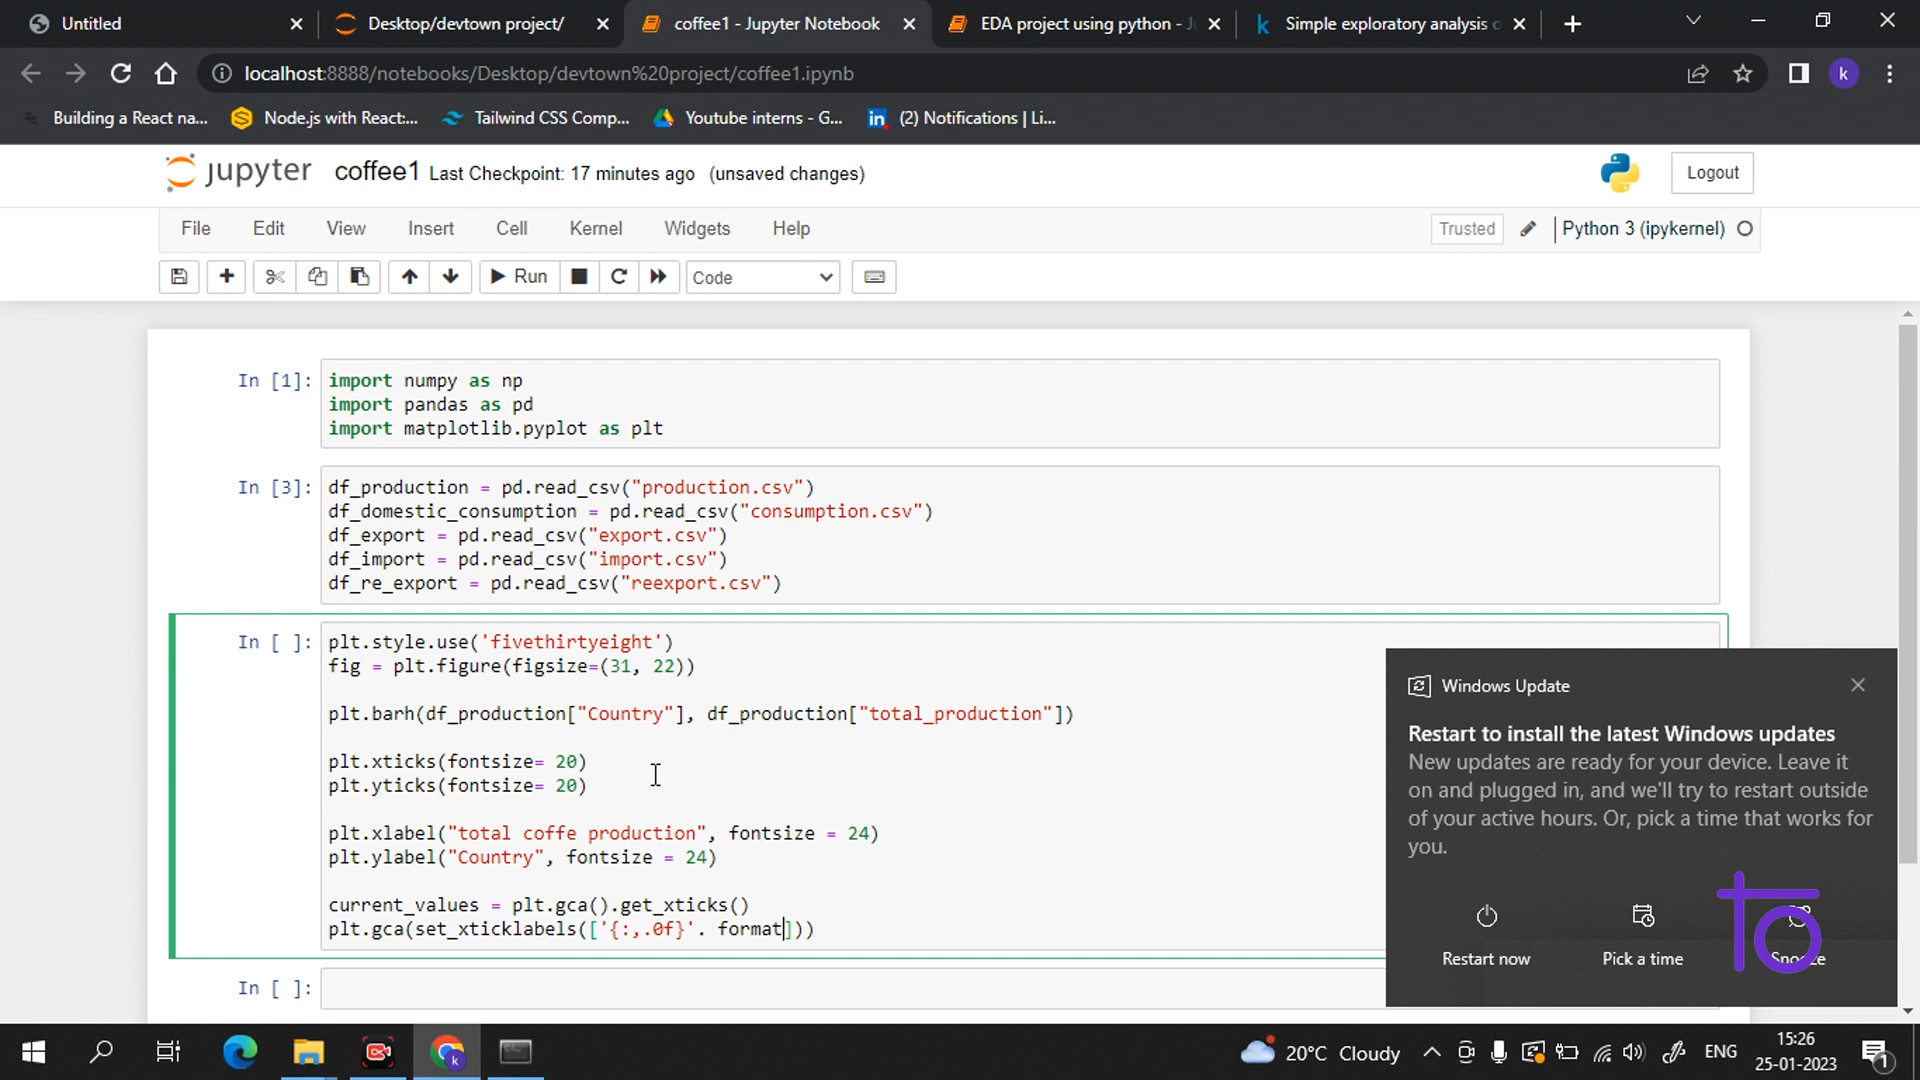 Untitled
Desktop/devtown project/
coffee1 - Jupyter Notebook
EDA project using python - J
Simple exploratory analysis o
localhost:8888/notebooks/Desktop/devtown%20project/coffee1.ipynb
k
Building a React na...
Node.js with React:...
Tailwind CSS Comp...
Youtube interns - G...
(2) Notifications | Li...
jupyter coffee1 Last Checkpoint: 17 minutes ago (unsaved changes)
Logout
File Edit View Insert Cell Kernel Widgets Help
Trusted
Python 3 (ipykernel)
Run
Code
In [1]: import numpy as np
import pandas as pd
import matplotlib.pyplot as plt
In [3]: df_production = pd.read_csv("production.csv")
df_domestic_consumption = pd.read_csv("consumption.csv")
df_export = pd.read_csv("export.csv")
df_import = pd.read_csv("import.csv")
df_re_export = pd.read_csv("reexport.csv")
In [ ]: plt.style.use('fivethirtyeight')
fig = plt.figure(figsize=(31, 22))
plt.barh(df_production["Country"], df_production["total_production"])
plt.xticks(fontsize= 20)
plt.yticks(fontsize= 20)
plt.xlabel("total coffe production", fontsize = 24)
plt.ylabel("Country", fontsize = 24)
current_values = plt.gca().get_xticks()
plt.gca(set_xticklabels(['{:,.0f}'. format]))
In [ ]:
Windows Update
Restart to install the latest Windows updates
New updates are ready for your device. Leave it
on and plugged in, and we'll try to restart outside
of your active hours. Or, pick a time that works for
you.
Restart now
Pick a time
Snooze
20°C Cloudy
ENG
15:26
25-01-2023
1